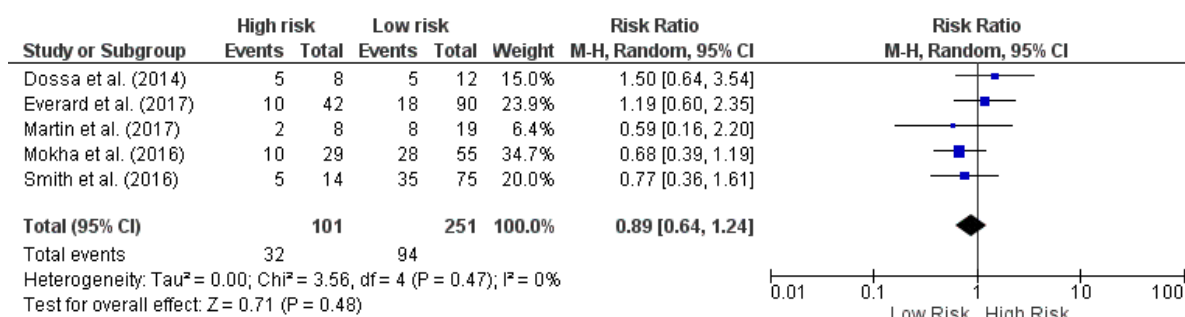 High risk Low risk Risk Ratio Risk Ratio
Study or Subgroup Events Total Events Total Weight M-H, Random, 95% CI M-H, Random, 95% CI
Dossa et al. (2014) 5 8 5 12 15.0% 1.50 [0.64, 3.54]
Everard et al. (2017) 10 42 18 90 23.9% 1.19 [0.60, 2.35]
Martin et al. (2017) 2 8 8 19 6.4% 0.59 [0.16, 2.20]
Mokha et al. (2016) 10 29 28 55 34.7% 0.68 [0.39, 1.19]
Smith et al. (2016) 5 14 35 75 20.0% 0.77 [0.36, 1.61]
Total (95% CI) 101 251 100.0% 0.89 [0.64, 1.24]
Total events 32 94
Heterogeneity: Tau² = 0.00; Chi² = 3.56, df = 4 (P = 0.47); I² = 0%
Test for overall effect: Z = 0.71 (P = 0.48)
0.01 0.1 1 10 100
Low Risk High Risk